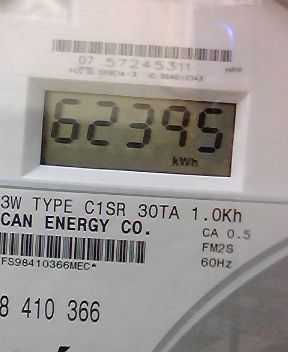 07 57245311
HPP
62395
kWh
3W TYPE C1SR 30TA 1.0Kh
CAN ENERGY CO.
CA 0.5
FM2S
FS98410366MEC*
60Hz
8 410 366